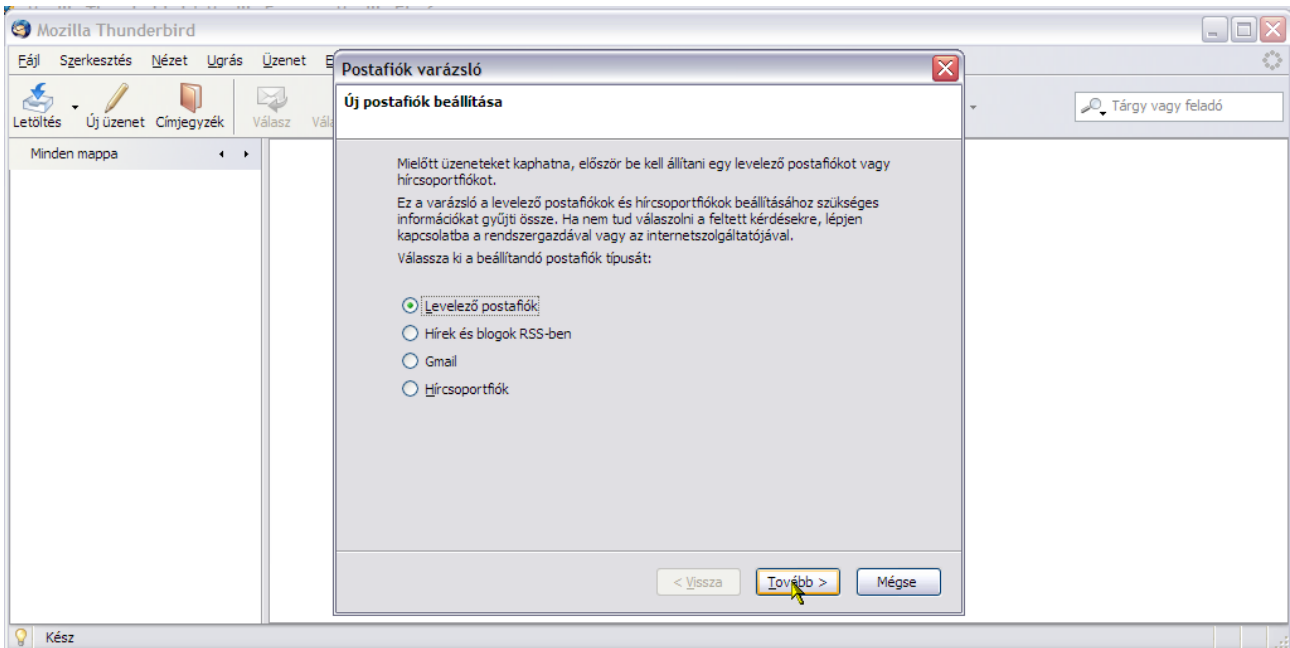 Mozilla Thunderbird
Fájl Szerkesztés Nézet Ugrás Üzenet
Letöltés Új üzenet Címjegyzék Válasz
Tárgy vagy feladó
Minden mappa
Postafiók varázsló
Új postafiók beállítása
Mielőtt üzeneteket kaphatna, először be kell állítani egy levelező postafiókot vagy
hírcsoportfiókot.
Ez a varázsló a levelező postafiókok és hírcsoportfiókok beállításához szükséges
információkat gyűjti össze. Ha nem tud válaszolni a feltett kérdésekre, lépjen
kapcsolatba a rendszergazdával vagy az internetszolgáltatójával.
Válassza ki a beállítandó postafiók típusát:
Levelező postafiók
Hírek és blogok RSS-ben
Gmail
Hírcsoportfiók
< Vissza Tovább > Mégse
Kész